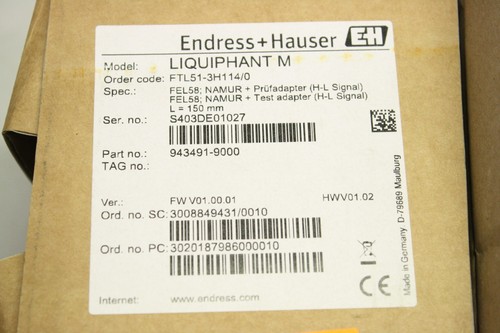 Endress+Hauser EH
Model: LIQUIPHANT M
Order code: FTL51-3H114/0
Spec.: FEL58; NAMUR + Prüfadapter (H-L Signal)
FEL58; NAMUR + Test adapter (H-L Signal)
L = 150 mm
Ser. no.: S403DE01027
Part no.: 943491-9000
TAG no.:
Ver.: FW V01.00.01 HWV01.02
Ord. no. SC: 3008849431/0010
Ord. no. PC: 3020187986000010
Internet: www.endress.com
CE
Made in Germany D-79689 Maulburg